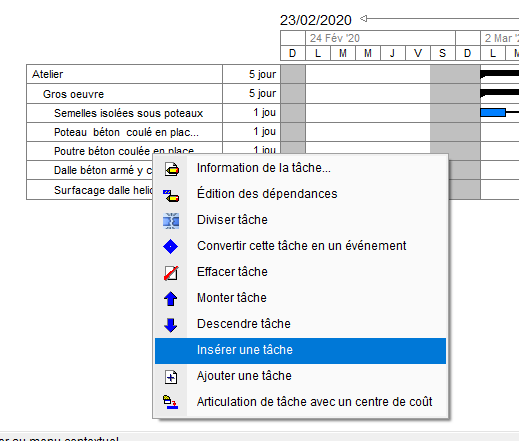 23/02/2020
24 Fév '20 2 Mar '2
D L M M J V S D L M
Atelier 5 jour
Gros oeuvre 5 jour
Semelles isolées sous poteaux 1 jou
Poteau béton coulé en plac... 1 jou
Poutre béton coulée en place 1 jou
Dalle béton armé y c
Surfacage dalle helic
Information de la tâche...
Édition des dépendances
Diviser tâche
Convertir cette tâche en un événement
Effacer tâche
Monter tâche
Descendre tâche
Insérer une tâche
Ajouter une tâche
Articulation de tâche avec un centre de coût
er au menu contextuel